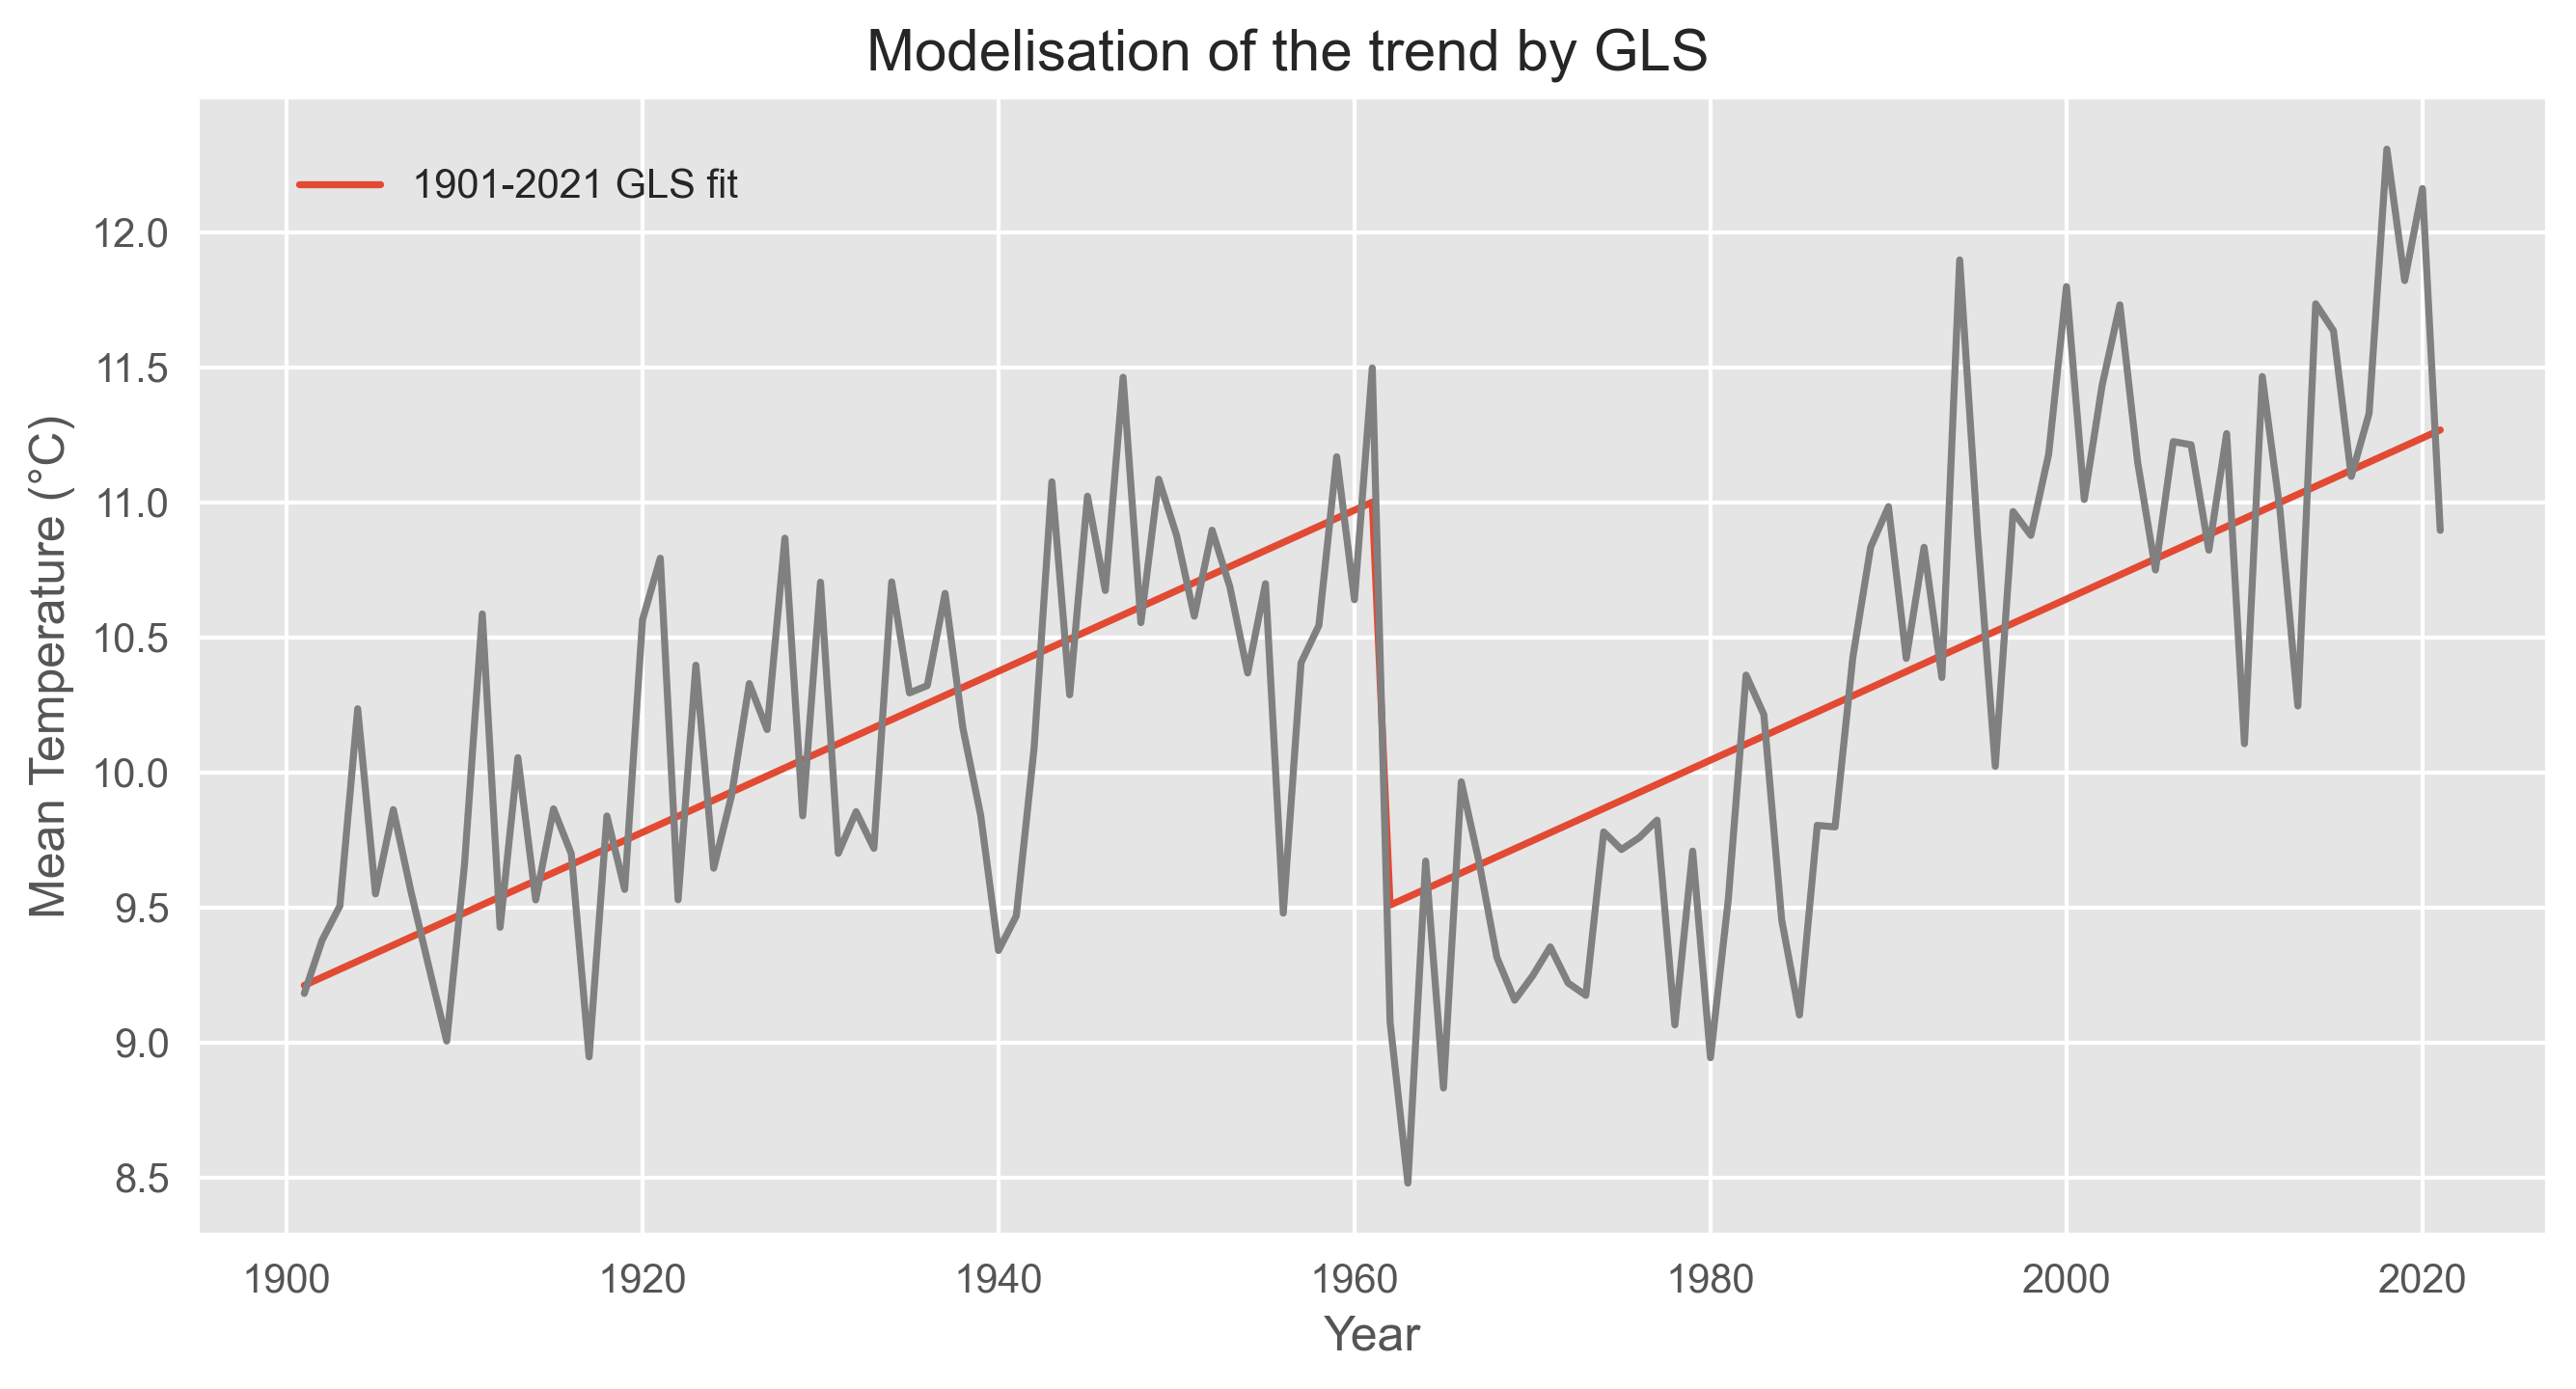 Modelisation of the trend by GLS
1901-2021 GLS fit
Mean Temperature (°C)
12.0
11.5
11.0
10.5
10.0
9.5
9.0
8.5
1900 1920 1940 1960 1980 2000 2020
Year